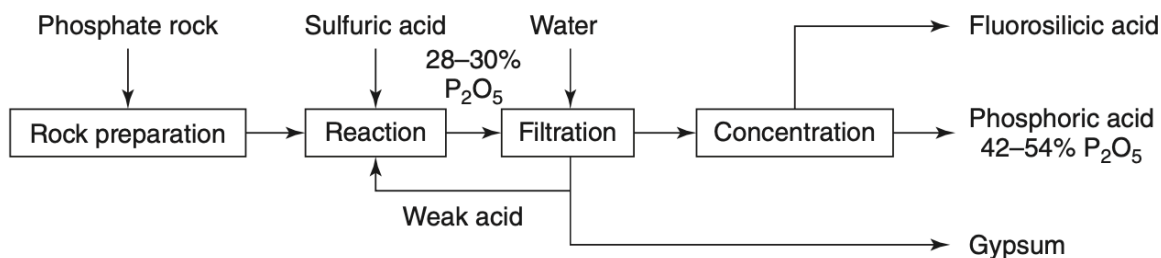 Phosphate rock
Sulfuric acid
Water
Fluorosilicic acid
28–30%
P₂O₅
Rock preparation
Reaction
Filtration
Concentration
Phosphoric acid
42–54% P₂O₅
Weak acid
Gypsum